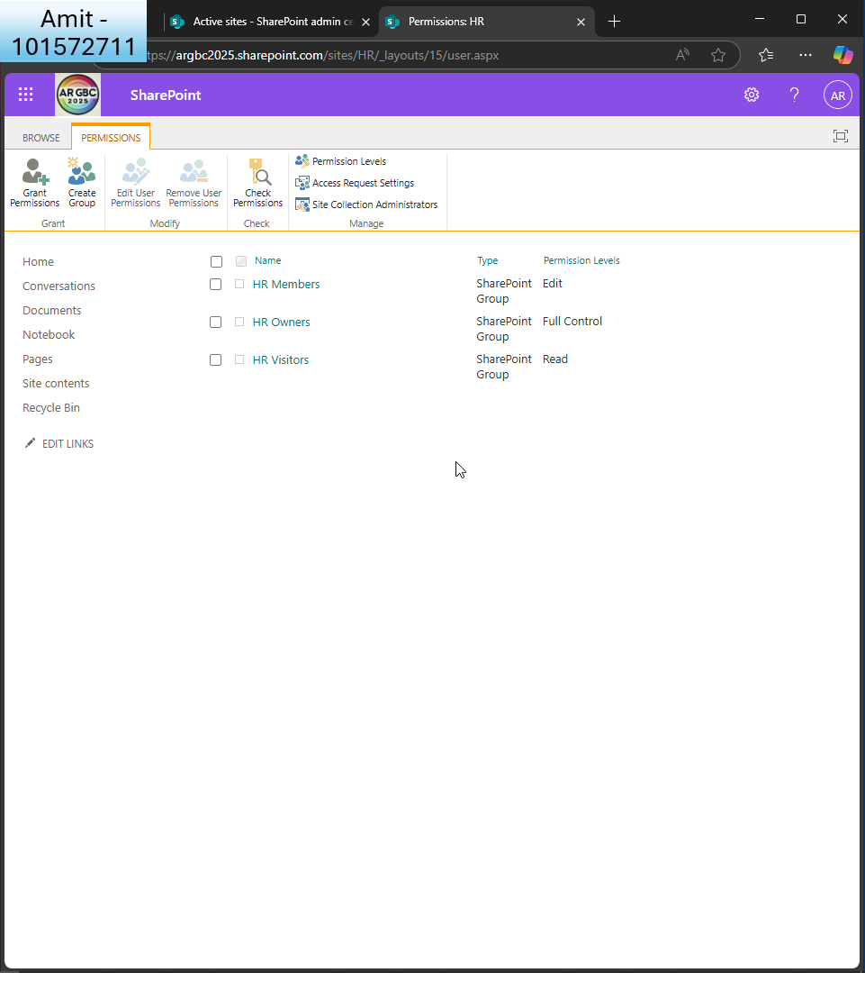 Amit -
101572711
Active sites - SharePoint admin ce
Permissions: HR
tps://argbc2025.sharepoint.com/sites/HR/_layouts/15/user.aspx
AR GBC
2025
SharePoint
?
AR
BROWSE
PERMISSIONS
Grant Permissions
Create Group
Edit User Permissions
Remove User Permissions
Check Permissions
Permission Levels
Access Request Settings
Site Collection Administrators
Grant
Modify
Check
Manage
Home
Conversations
Documents
Notebook
Pages
Site contents
Recycle Bin
EDIT LINKS
Name Type Permission Levels
HR Members SharePoint Group Edit
HR Owners SharePoint Group Full Control
HR Visitors SharePoint Group Read